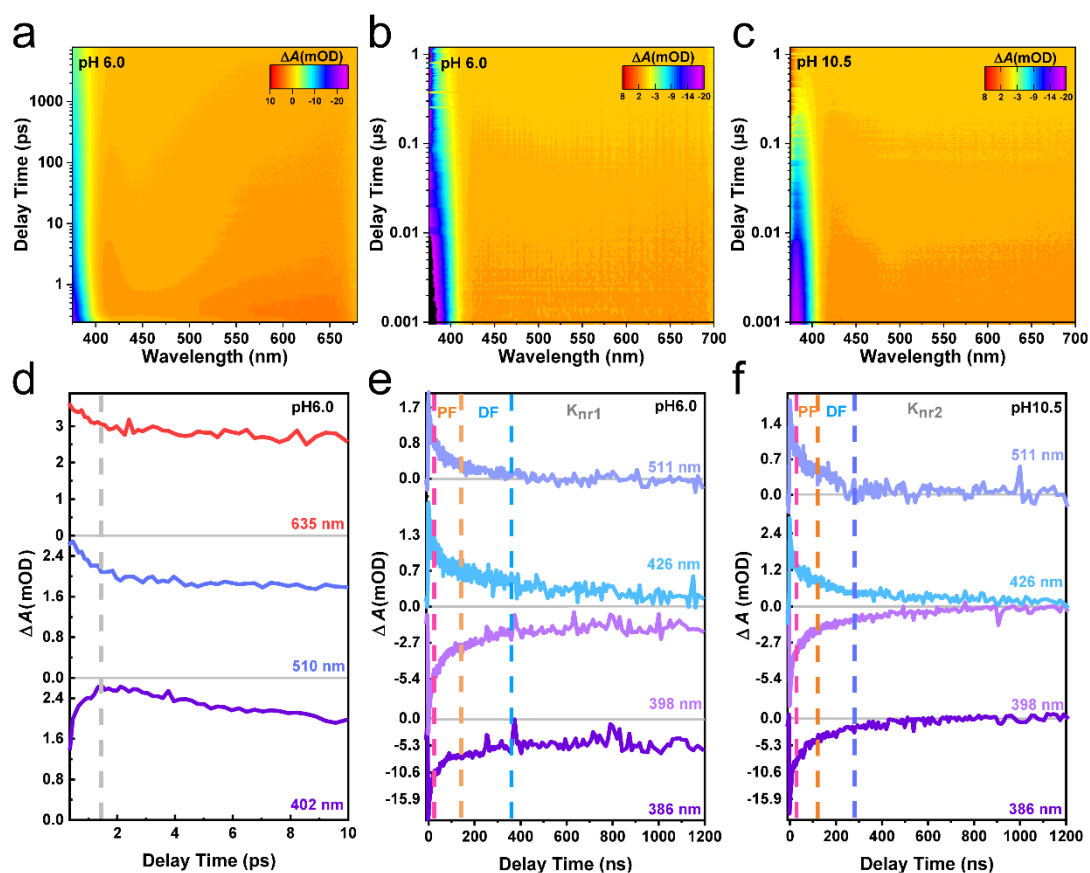 a
pH 6.0
ΔA(mOD)
10 0 -10 -20
Delay Time (ps)
1000
100
10
1
400 450 500 550 600 650
Wavelength (nm)
b
pH 6.0
ΔA(mOD)
8 2 -3 -9 -14 -20
Delay Time (µs)
1
0.1
0.01
0.001
400 450 500 550 600 650 700
Wavelength (nm)
c
pH 10.5
ΔA(mOD)
8 2 -3 -9 -14 -20
Delay Time (µs)
1
0.1
0.01
0.001
400 450 500 550 600 650 700
Wavelength (nm)
d
pH6.0
Δ A (mOD)
3
0
635 nm
2.4
1.6
0.8
0.0
510 nm
2.4
1.6
0.8
0.0
402 nm
2 4 6 8 10
Delay Time (ps)
e
PF DF Knr1 pH6.0
Δ A (mOD)
1.7
0.8
0.0
511 nm
1.3
0.7
0.0
426 nm
-2.7
-5.4
398 nm
0.0
-5.3
-10.6
-15.9
386 nm
0 200 400 600 800 1000 1200
Delay Time (ns)
f
PF DF Knr2 pH10.5
Δ A (mOD)
1.4
0.7
0.0
511 nm
2.4
1.2
0.0
426 nm
-2.7
-5.4
398 nm
0.0
-5.3
-10.6
-15.9
386 nm
0 200 400 600 800 1000 1200
Delay Time (ns)